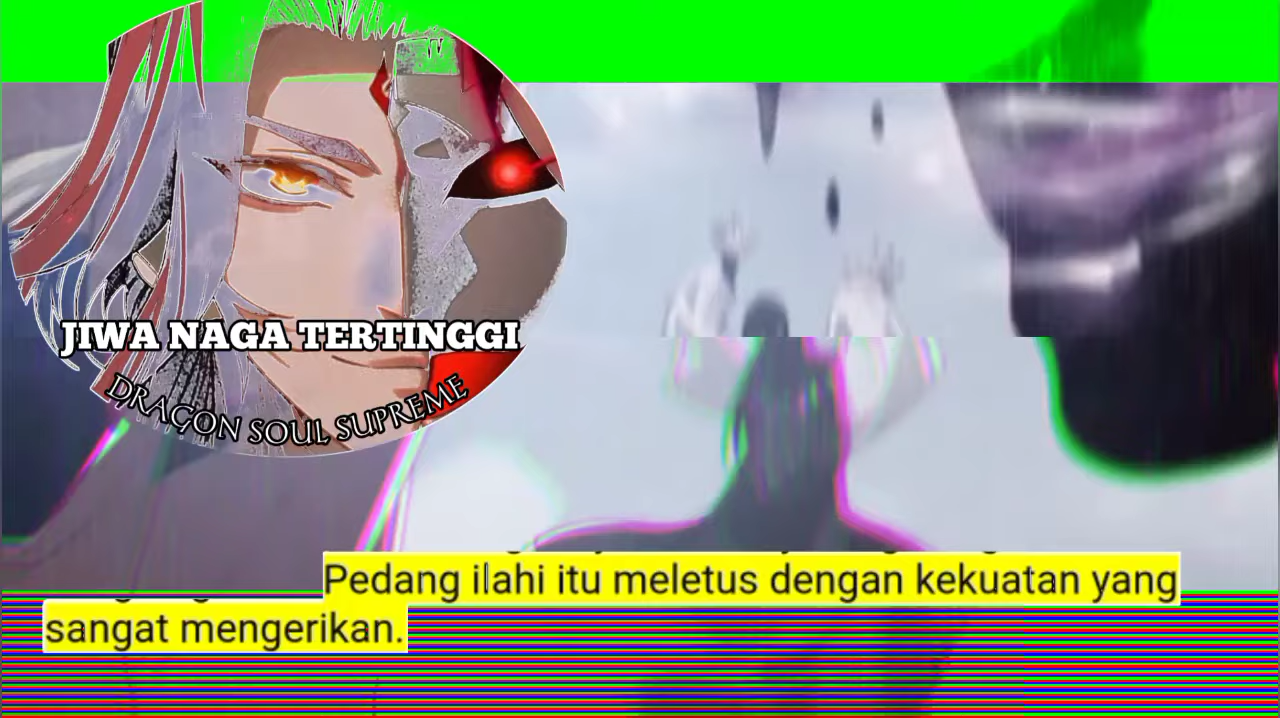 JIWA NAGA TERTINGGI
DRAGON SOUL SUPREME
Pedang ilahi itu meletus dengan kekuatan yang
sangat mengerikan.